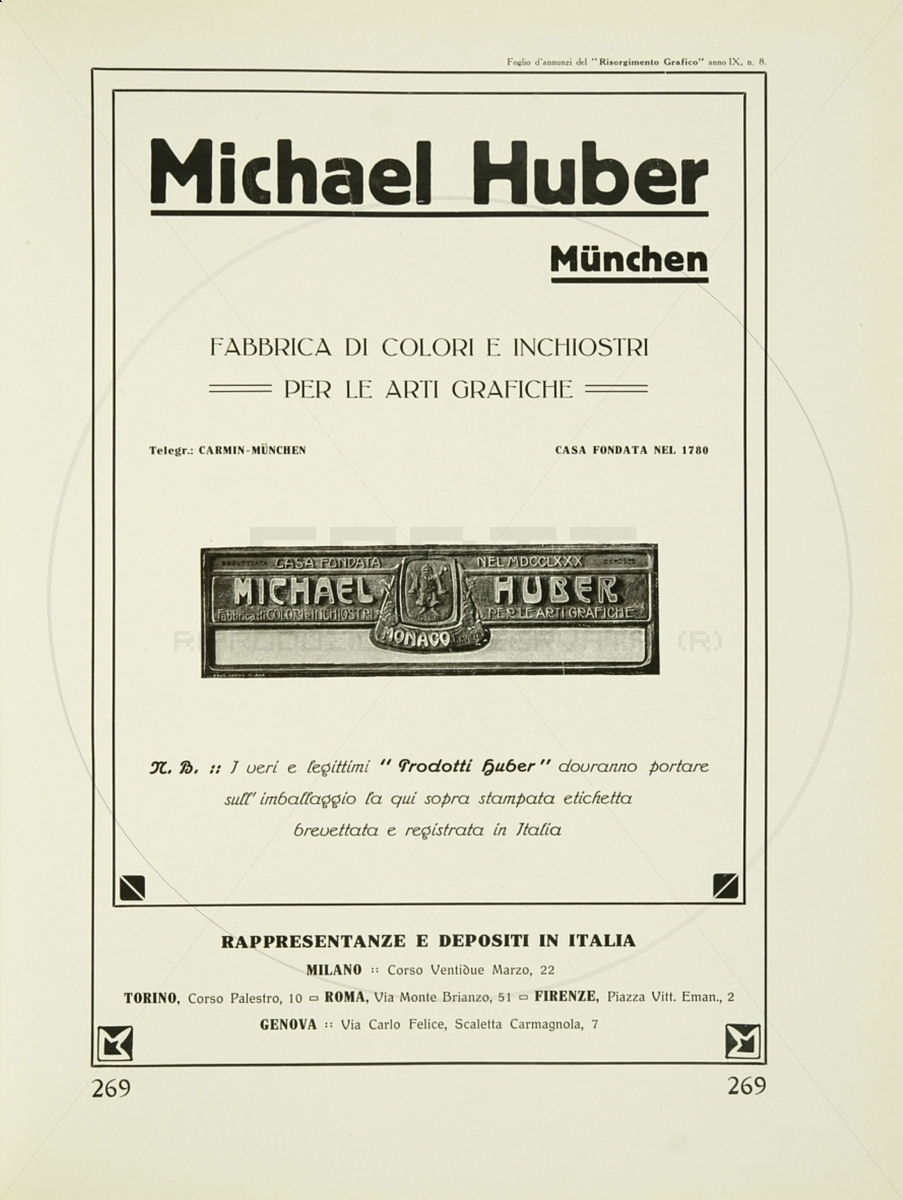 Foglio d'annunzi del "Risorgimento Grafico" anno IX, n. 8.
Michael Huber
München
FABBRICA DI COLORI E INCHIOSTRI
PER LE ARTI GRAFICHE
Telegr.: CARMIN-MÜNCHEN CASA FONDATA NEL 1780
BREVETTATA CASA FONDATA NEL MDCCLXXX
MICHAEL HUBER
Fabbrica di COLORI e INCHIOSTRI PER LE ARTI GRAFICHE
MONACO
N. B. :: I veri e legittimi "Prodotti Huber" dovranno portare
sull' imballaggio la qui sopra stampata etichetta
brevettata e registrata in Italia
RAPPRESENTANZE E DEPOSITI IN ITALIA
MILANO :: Corso Ventidue Marzo, 22
TORINO, Corso Palestro, 10 ▭ ROMA, Via Monte Brianzo, 51 ▭ FIRENZE, Piazza Vitt. Eman., 2
GENOVA :: Via Carlo Felice, Scaletta Carmagnola, 7
269 269